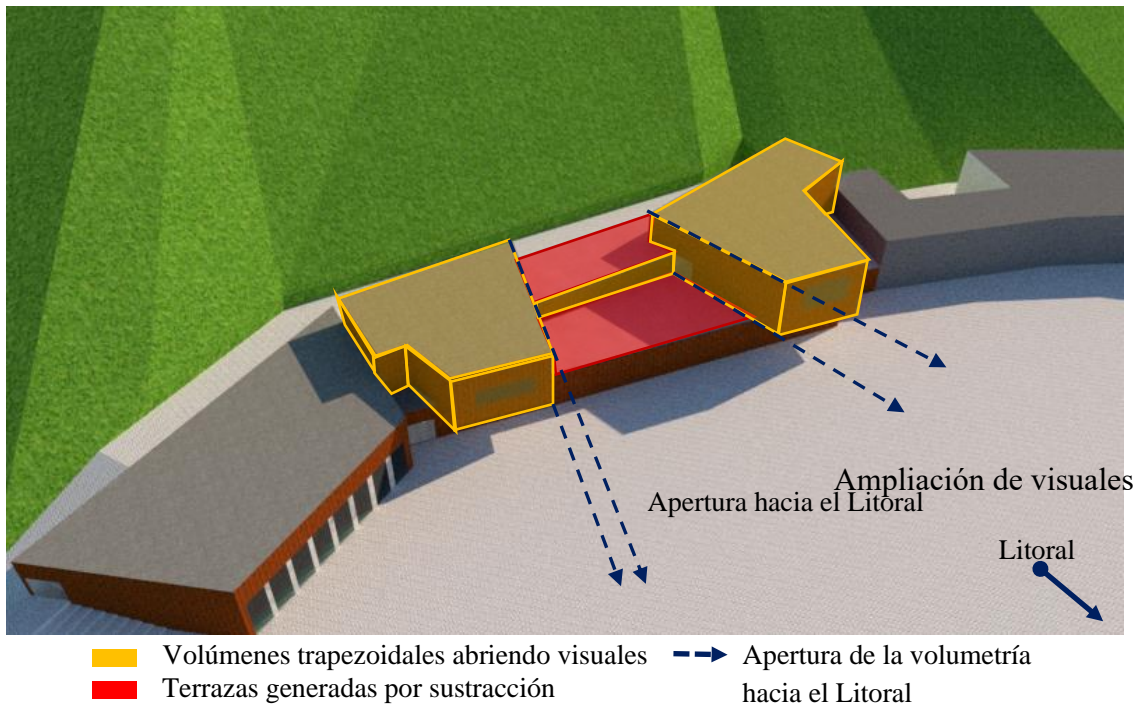 Ampliación de visuales
Apertura hacia el Litoral
Litoral
Volúmenes trapezoidales abriendo visuales
Terrazas generadas por sustracción
Apertura de la volumetría
hacia el Litoral